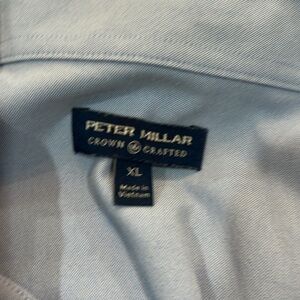 PETER MILLAR
CROWN CRAFTED
XL
Made in
Vietnam